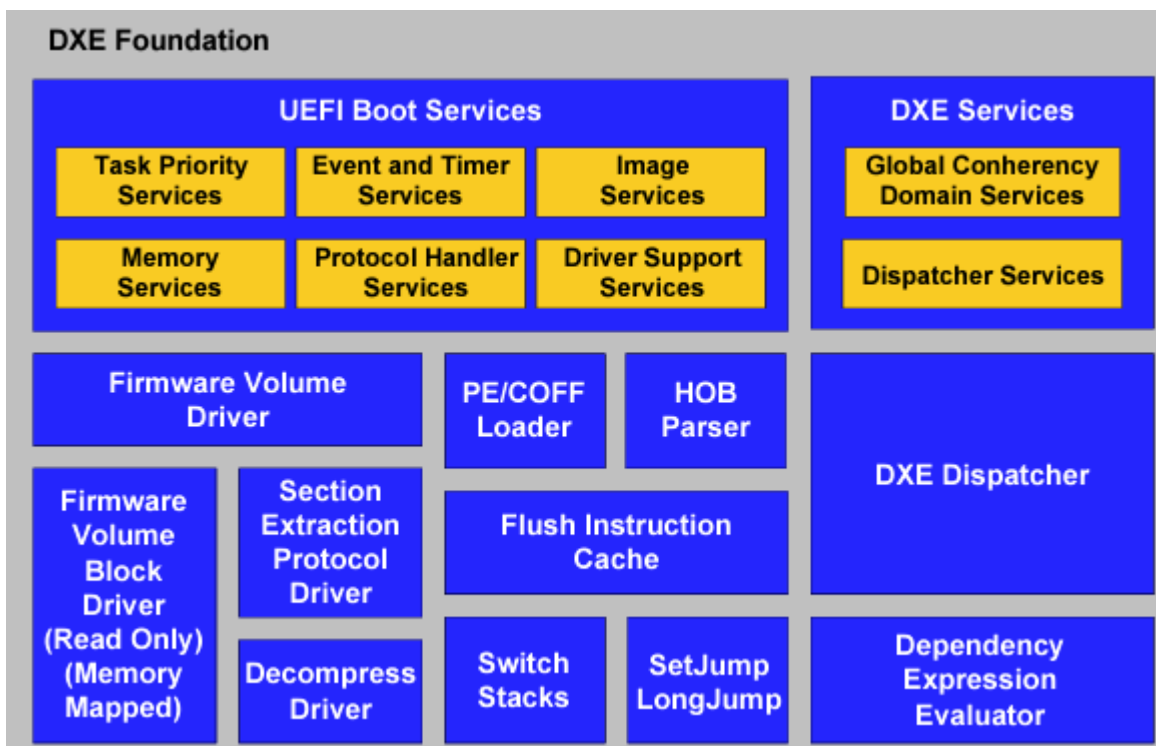 DXE Foundation
UEFI Boot Services
Task Priority
Services
Event and Timer
Services
Image
Services
Memory
Services
Protocol Handler
Services
Driver Support
Services
DXE Services
Global Conherency
Domain Services
Dispatcher Services
Firmware Volume
Driver
PE/COFF
Loader
HOB
Parser
DXE Dispatcher
Firmware
Volume
Block
Driver
(Read Only)
(Memory
Mapped)
Section
Extraction
Protocol
Driver
Flush Instruction
Cache
Decompress
Driver
Switch
Stacks
SetJump
LongJump
Dependency
Expression
Evaluator